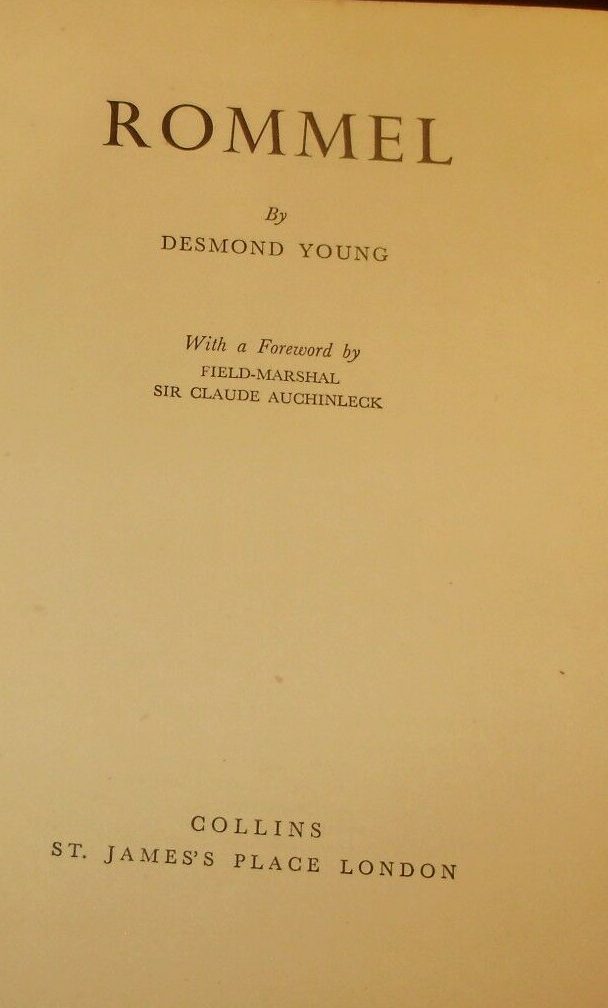 ROMMEL
By
DESMOND YOUNG
With a Foreword by
FIELD-MARSHAL
SIR CLAUDE AUCHINLECK
COLLINS
ST. JAMES'S PLACE LONDON